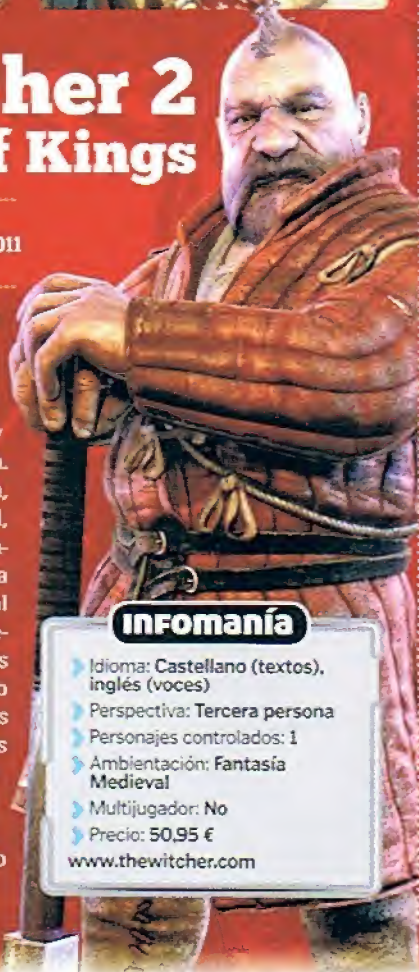 her 2
f Kings
011
INFOMANÍA
Idioma: Castellano (textos),
inglés (voces)
Perspectiva: Tercera persona
Personajes controlados: 1
Ambientación: Fantasía
Medieval
Multijugador: No
Precio: 50,95 €
www.thewitcher.com